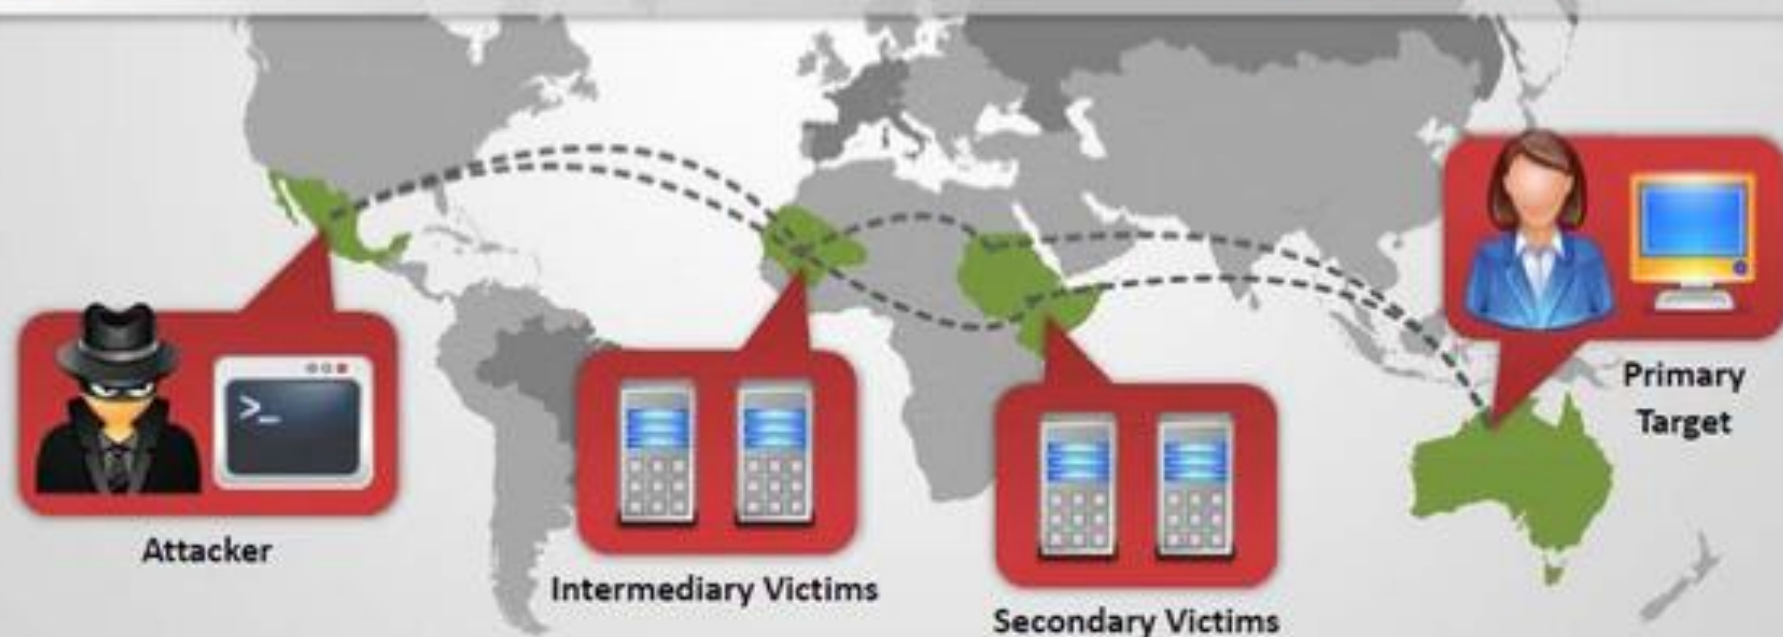 >_
Attacker
Intermediary Victims
Secondary Victims
Primary
Target